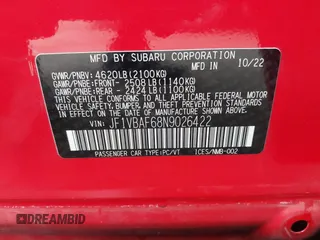 MFD BY SUBARU CORPORATION 10/22
GVWR/PNBV: 4620LB(2100KG)
GAWR/PNBE: FRONT- 2508LB(1140KG)
GAWR/PNBE: REAR - 2424LB(1100KG)
THIS VEHICLE CONFORMS TO ALL APPLICABLE
FEDERAL MOTOR VEHICLE SAFETY, BUMPER,
AND THEFT PREVENTION STANDARDS IN
EFFECT ON THE DATE OF MANUFACTURE
SHOWN ABOVE.
VIN: JF1VBAF68N9026422
PASSENGER CAR TYPE:PC/VT ICES/NMB-002
DREAMBID